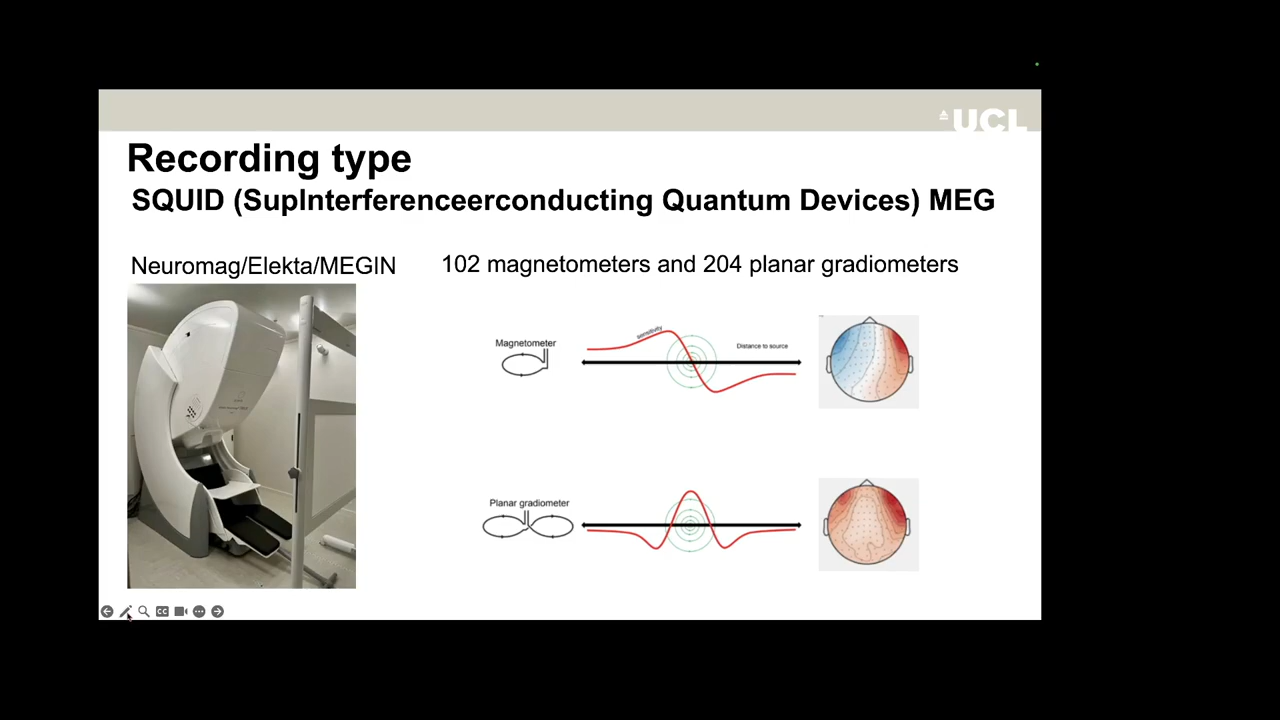 UCL
Recording type
SQUID (SupInterferenceerconducting Quantum Devices) MEG
Neuromag/Elekta/MEGIN
102 magnetometers and 204 planar gradiometers
Magnetometer
sensitivity
Distance to source
Planar gradiometer
CC